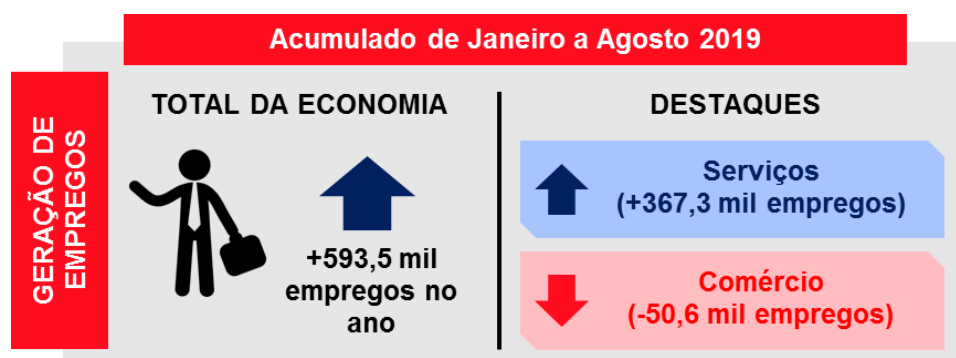 Acumulado de Janeiro a Agosto 2019
GERAÇÃO DE
EMPREGOS
TOTAL DA ECONOMIA
+593,5 mil
empregos no
ano
DESTAQUES
Serviços
(+367,3 mil empregos)
Comércio
(-50,6 mil empregos)